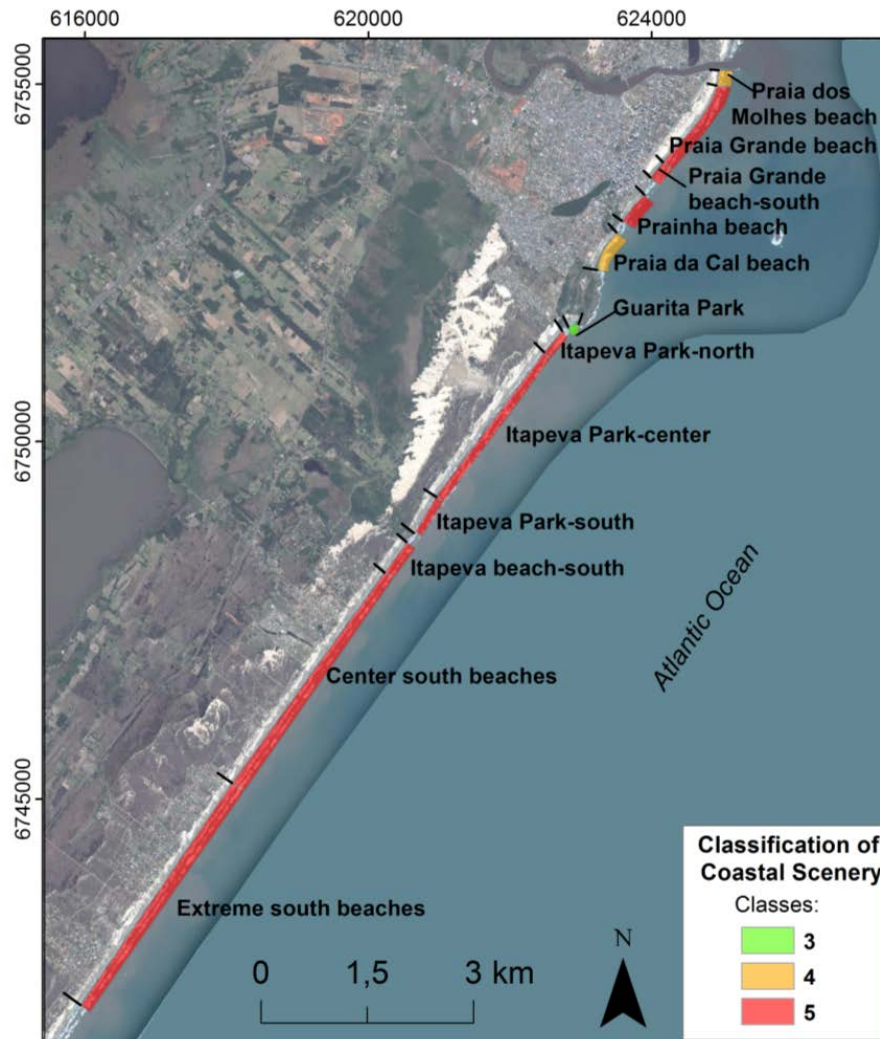 616000
620000
624000
6755000
6750000
6745000
Praia dos
Molhes beach
Praia Grande beach
Praia Grande
beach-south
Prainha beach
Praia da Cal beach
Guarita Park
Itapeva Park-north
Itapeva Park-center
Itapeva Park-south
Itapeva beach-south
Center south beaches
Extreme south beaches
Atlantic Ocean
0 1,5 3 km
N
Classification of
Coastal Scenery
Classes:
3
4
5